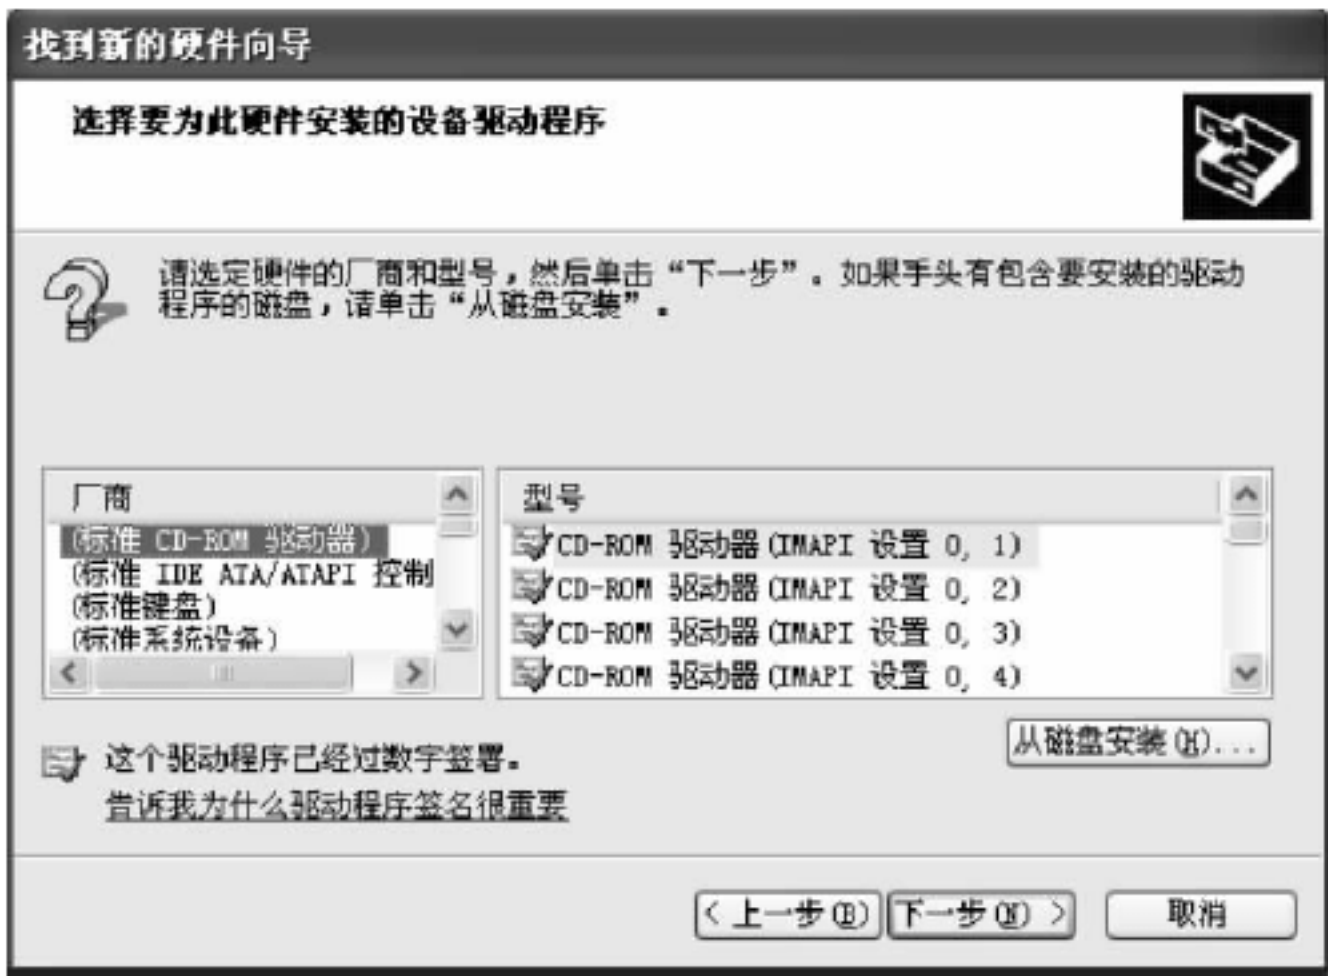 找到新的硬件向导
选择要为此硬件安装的设备驱动程序
请选定硬件的厂商和型号，然后单击“下一步”。如果手头有包含要安装的驱动
程序的磁盘，请单击“从磁盘安装”。
厂商
(标准 CD-ROM 驱动器)
(标准 IDE ATA/ATAPI 控制
(标准键盘)
(标准系统设备)
型号
CD-ROM 驱动器(IMAPI 设置 0, 1)
CD-ROM 驱动器(IMAPI 设置 0, 2)
CD-ROM 驱动器(IMAPI 设置 0, 3)
CD-ROM 驱动器(IMAPI 设置 0, 4)
从磁盘安装(H)...
这个驱动程序已经过数字签署。
告诉我为什么驱动程序签名很重要
< 上一步(B)
下一步(N) >
取消